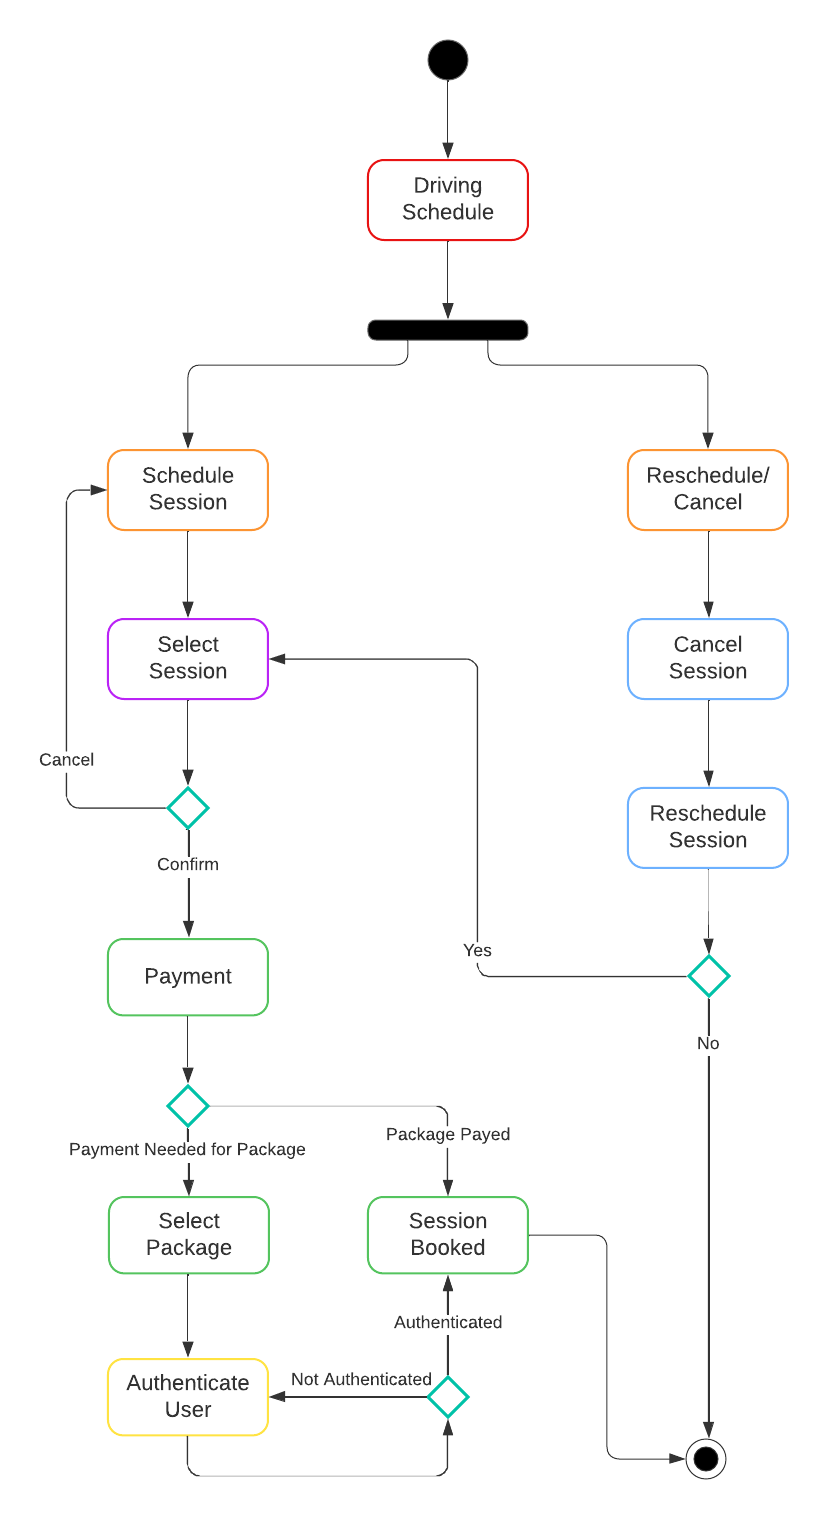 Driving
Schedule
Schedule
Session
Reschedule/
Cancel
Select
Session
Cancel
Session
Cancel
Reschedule
Session
Confirm
Yes
Payment
No
Package Payed
Payment Needed for Package
Select
Package
Session
Booked
Authenticated
Not Authenticated
Authenticate
User